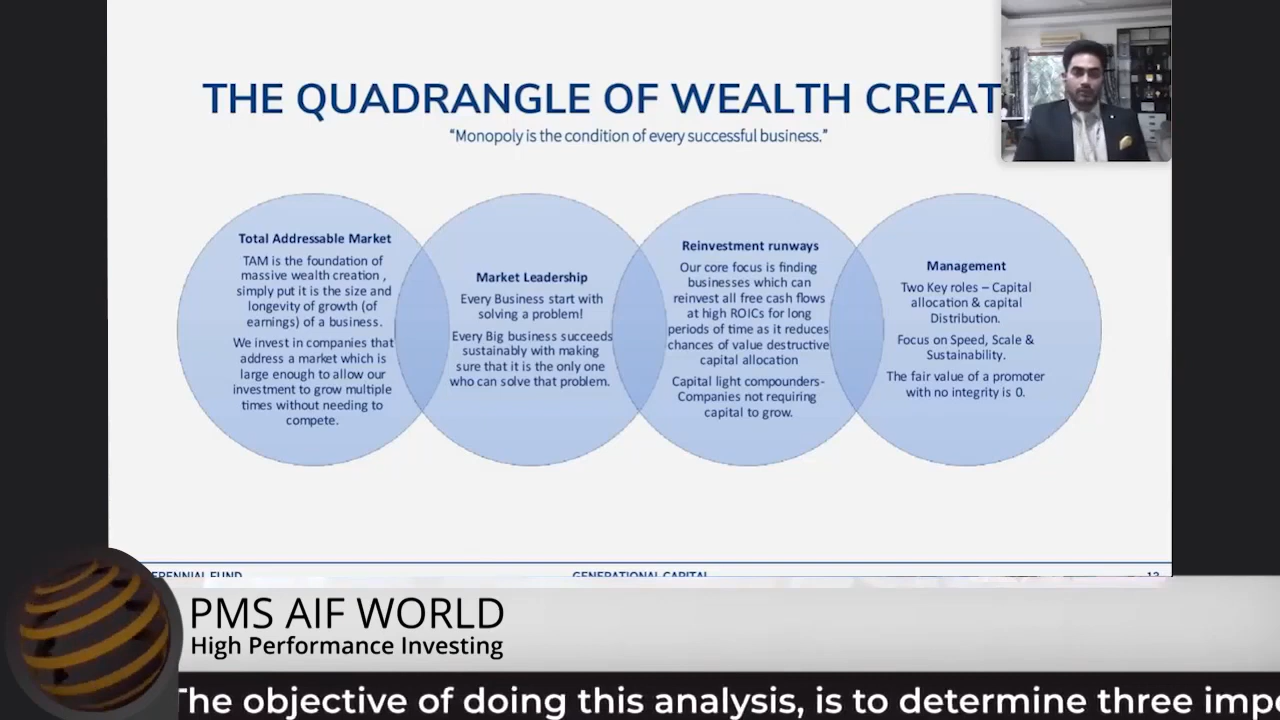 THE QUADRANGLE OF WEALTH CREAT
“Monopoly is the condition of every successful business.”
Total Addressable Market
TAM is the foundation of
massive wealth creation ,
simply put it is the size and
longevity of growth (of
earnings) of a business.
We invest in companies that
address a market which is
large enough to allow our
investment to grow multiple
times without needing to
compete.
Market Leadership
Every Business start with
solving a problem!
Every Big business succeeds
sustainably with making
sure that it is the only one
who can solve that problem.
Reinvestment runways
Our core focus is finding
businesses which can
reinvest all free cash flows
at high ROICs for long
periods of time as it reduces
chances of value destructive
capital allocation
Capital light compounders-
Companies not requiring
capital to grow.
Management
Two Key roles – Capital
allocation & capital
Distribution.
Focus on Speed, Scale &
Sustainability.
The fair value of a promoter
with no integrity is 0.
ERENNIAL FUND
GENERATIONAL CAPITAL
12
PMS AIF WORLD
High Performance Investing
The objective of doing this analysis, is to determine three impo